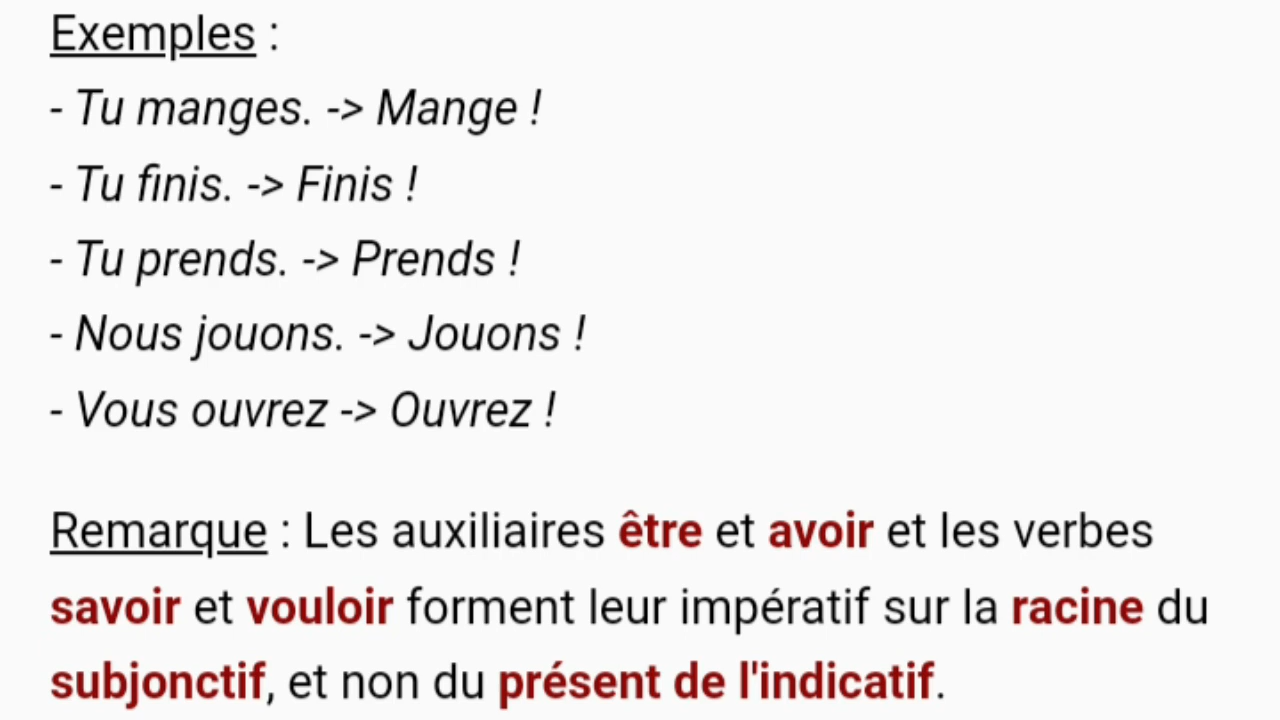 Exemples :
- Tu manges. -> Mange !
- Tu finis. -> Finis !
- Tu prends. -> Prends !
- Nous jouons. -> Jouons !
- Vous ouvrez -> Ouvrez !
Remarque : Les auxiliaires être et avoir et les verbes
savoir et vouloir forment leur impératif sur la racine du
subjonctif, et non du présent de l'indicatif.